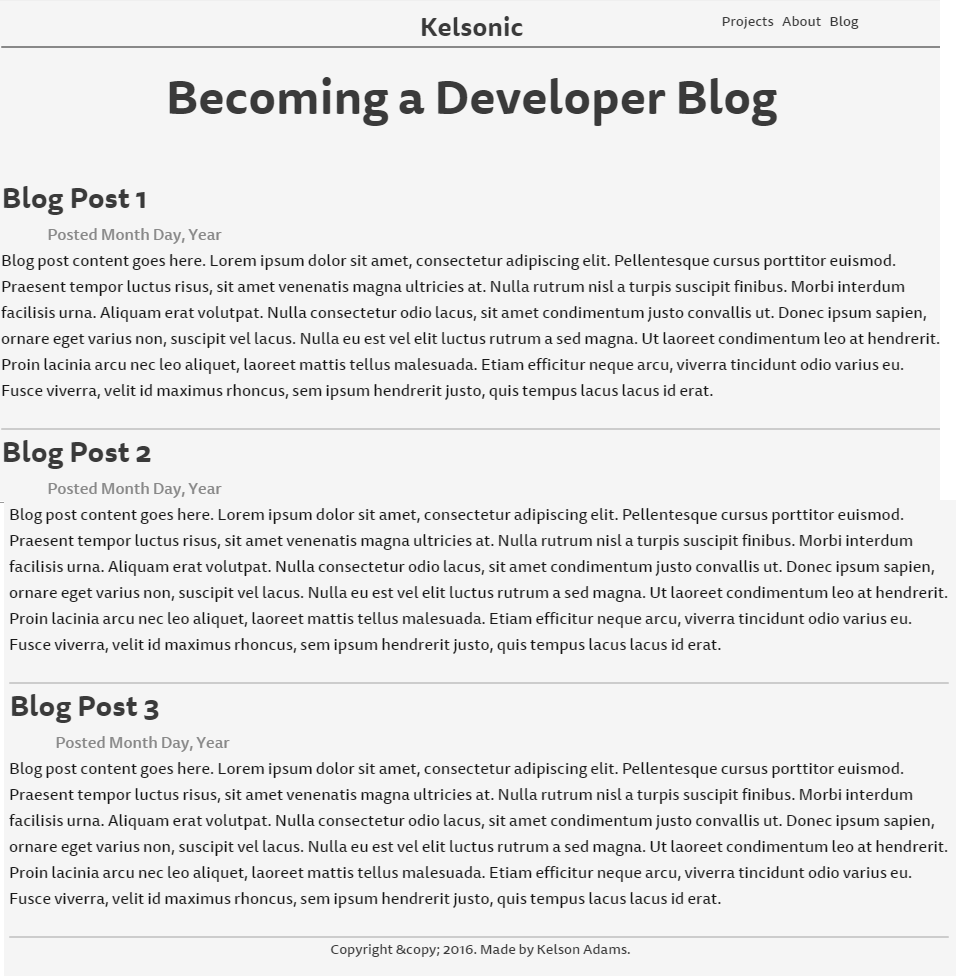 Kelsonic
Projects About Blog
Becoming a Developer Blog
Blog Post 1
Posted Month Day, Year
Blog post content goes here. Lorem ipsum dolor sit amet, consectetur adipiscing elit. Pellentesque cursus porttitor euismod.
Praesent tempor luctus risus, sit amet venenatis magna ultricies at. Nulla rutrum nisl a turpis suscipit finibus. Morbi interdum
facilisis urna. Aliquam erat volutpat. Nulla consectetur odio lacus, sit amet condimentum justo convallis ut. Donec ipsum sapien,
ornare eget varius non, suscipit vel lacus. Nulla eu est vel elit luctus rutrum a sed magna. Ut laoreet condimentum leo at hendrerit.
Proin lacinia arcu nec leo aliquet, laoreet mattis tellus malesuada. Etiam efficitur neque arcu, viverra tincidunt odio varius eu.
Fusce viverra, velit id maximus rhoncus, sem ipsum hendrerit justo, quis tempus lacus lacus id erat.
Blog Post 2
Posted Month Day, Year
Blog post content goes here. Lorem ipsum dolor sit amet, consectetur adipiscing elit. Pellentesque cursus porttitor euismod.
Praesent tempor luctus risus, sit amet venenatis magna ultricies at. Nulla rutrum nisl a turpis suscipit finibus. Morbi interdum
facilisis urna. Aliquam erat volutpat. Nulla consectetur odio lacus, sit amet condimentum justo convallis ut. Donec ipsum sapien,
ornare eget varius non, suscipit vel lacus. Nulla eu est vel elit luctus rutrum a sed magna. Ut laoreet condimentum leo at hendrerit.
Proin lacinia arcu nec leo aliquet, laoreet mattis tellus malesuada. Etiam efficitur neque arcu, viverra tincidunt odio varius eu.
Fusce viverra, velit id maximus rhoncus, sem ipsum hendrerit justo, quis tempus lacus lacus id erat.
Blog Post 3
Posted Month Day, Year
Blog post content goes here. Lorem ipsum dolor sit amet, consectetur adipiscing elit. Pellentesque cursus porttitor euismod.
Praesent tempor luctus risus, sit amet venenatis magna ultricies at. Nulla rutrum nisl a turpis suscipit finibus. Morbi interdum
facilisis urna. Aliquam erat volutpat. Nulla consectetur odio lacus, sit amet condimentum justo convallis ut. Donec ipsum sapien,
ornare eget varius non, suscipit vel lacus. Nulla eu est vel elit luctus rutrum a sed magna. Ut laoreet condimentum leo at hendrerit.
Proin lacinia arcu nec leo aliquet, laoreet mattis tellus malesuada. Etiam efficitur neque arcu, viverra tincidunt odio varius eu.
Fusce viverra, velit id maximus rhoncus, sem ipsum hendrerit justo, quis tempus lacus lacus id erat.
Copyright &copy; 2016. Made by Kelson Adams.